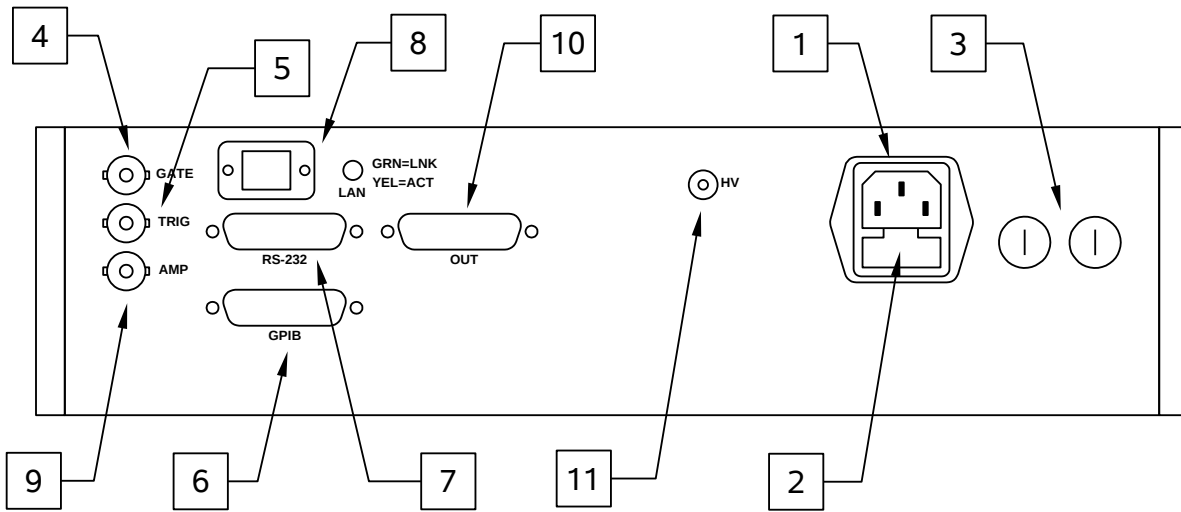 4
5
8
10
1
3
GATE
GRN=LNK
YEL=ACT
LAN
HV
TRIG
RS-232
OUT
AMP
GPIB
9
6
7
11
2